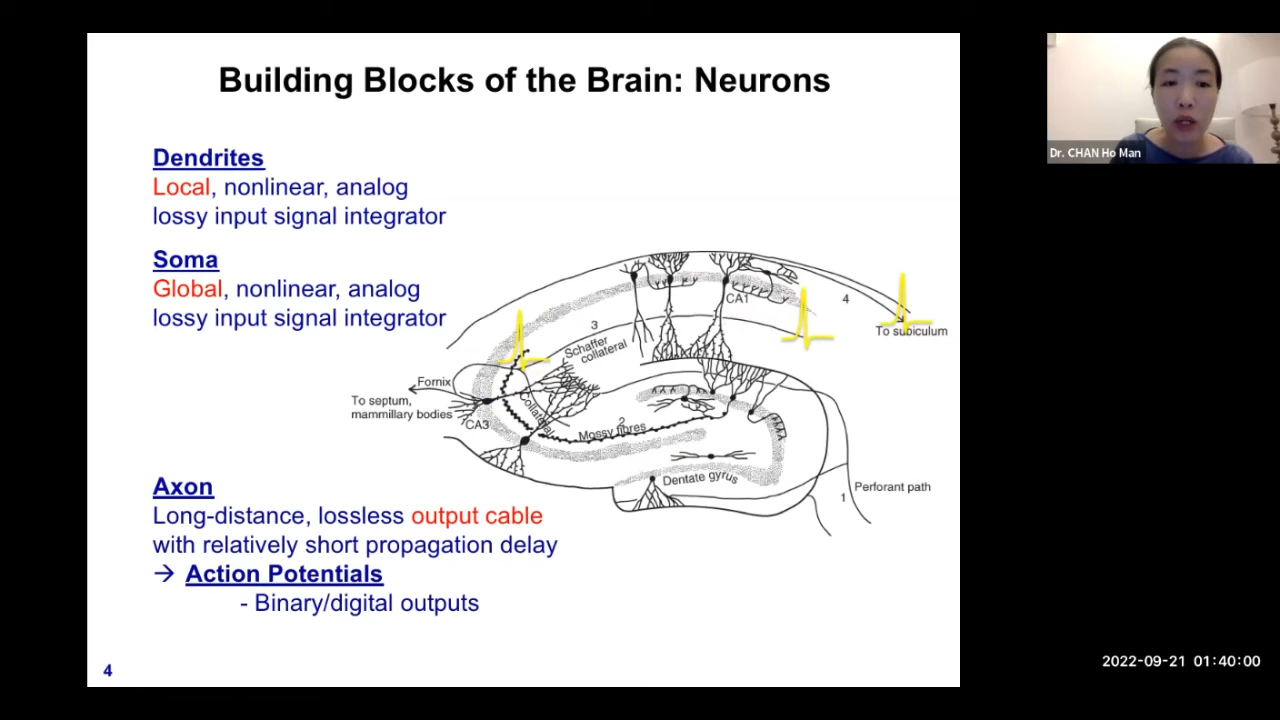 Building Blocks of the Brain: Neurons
Dendrites
Local, nonlinear, analog
lossy input signal integrator
Soma
Global, nonlinear, analog
lossy input signal integrator
CA1
4
To subiculum
3
Schaffer
collateral
Fornix
To septum,
mammillary bodies
CA3
Collateral
2
Mossy fibres
Dentate gyrus
Perforant path
1
Axon
Long-distance, lossless output cable
with relatively short propagation delay
→ Action Potentials
- Binary/digital outputs
4
Dr. CHAN Ho Man
2022-09-21 01:40:00